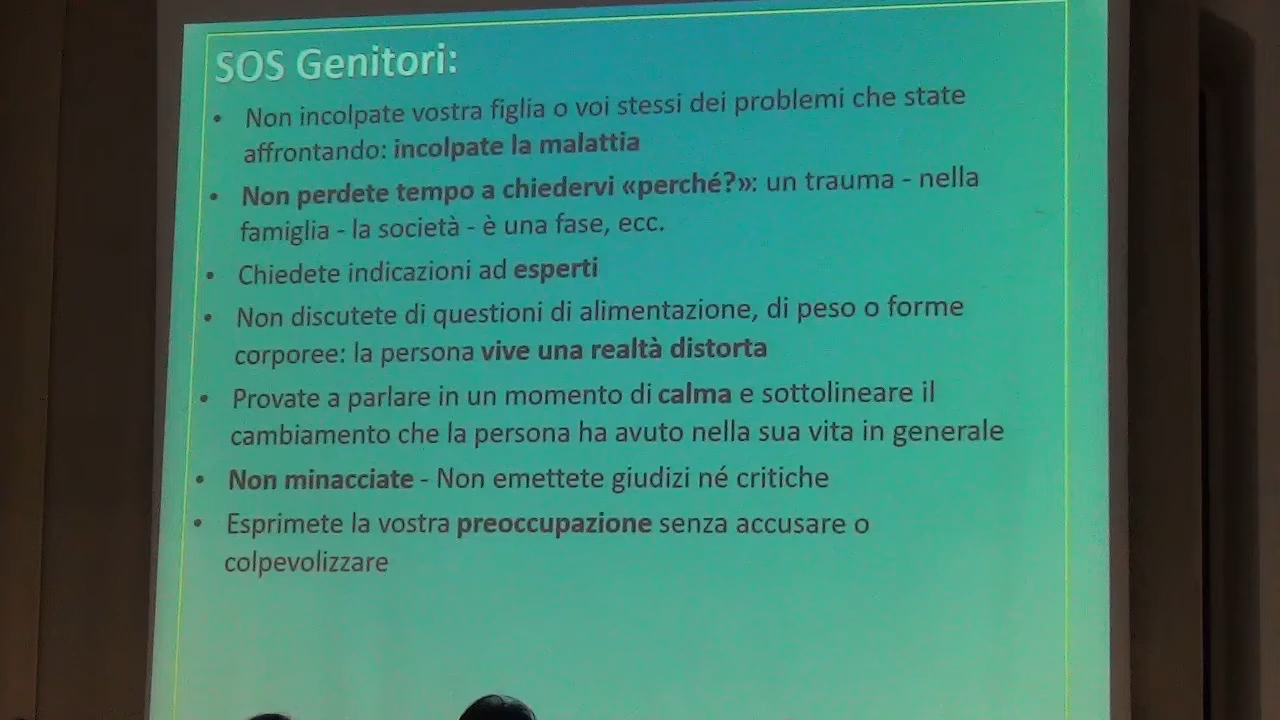 SOS Genitori:
• Non incolpate vostra figlia o voi stessi dei problemi che state
affrontando: incolpate la malattia
• Non perdete tempo a chiedervi «perché?»: un trauma - nella
famiglia - la società - è una fase, ecc.
• Chiedete indicazioni ad esperti
• Non discutete di questioni di alimentazione, di peso o forme
corporee: la persona vive una realtà distorta
• Provate a parlare in un momento di calma e sottolineare il
cambiamento che la persona ha avuto nella sua vita in generale
• Non minacciate - Non emettete giudizi né critiche
• Esprimete la vostra preoccupazione senza accusare o
colpevolizzare